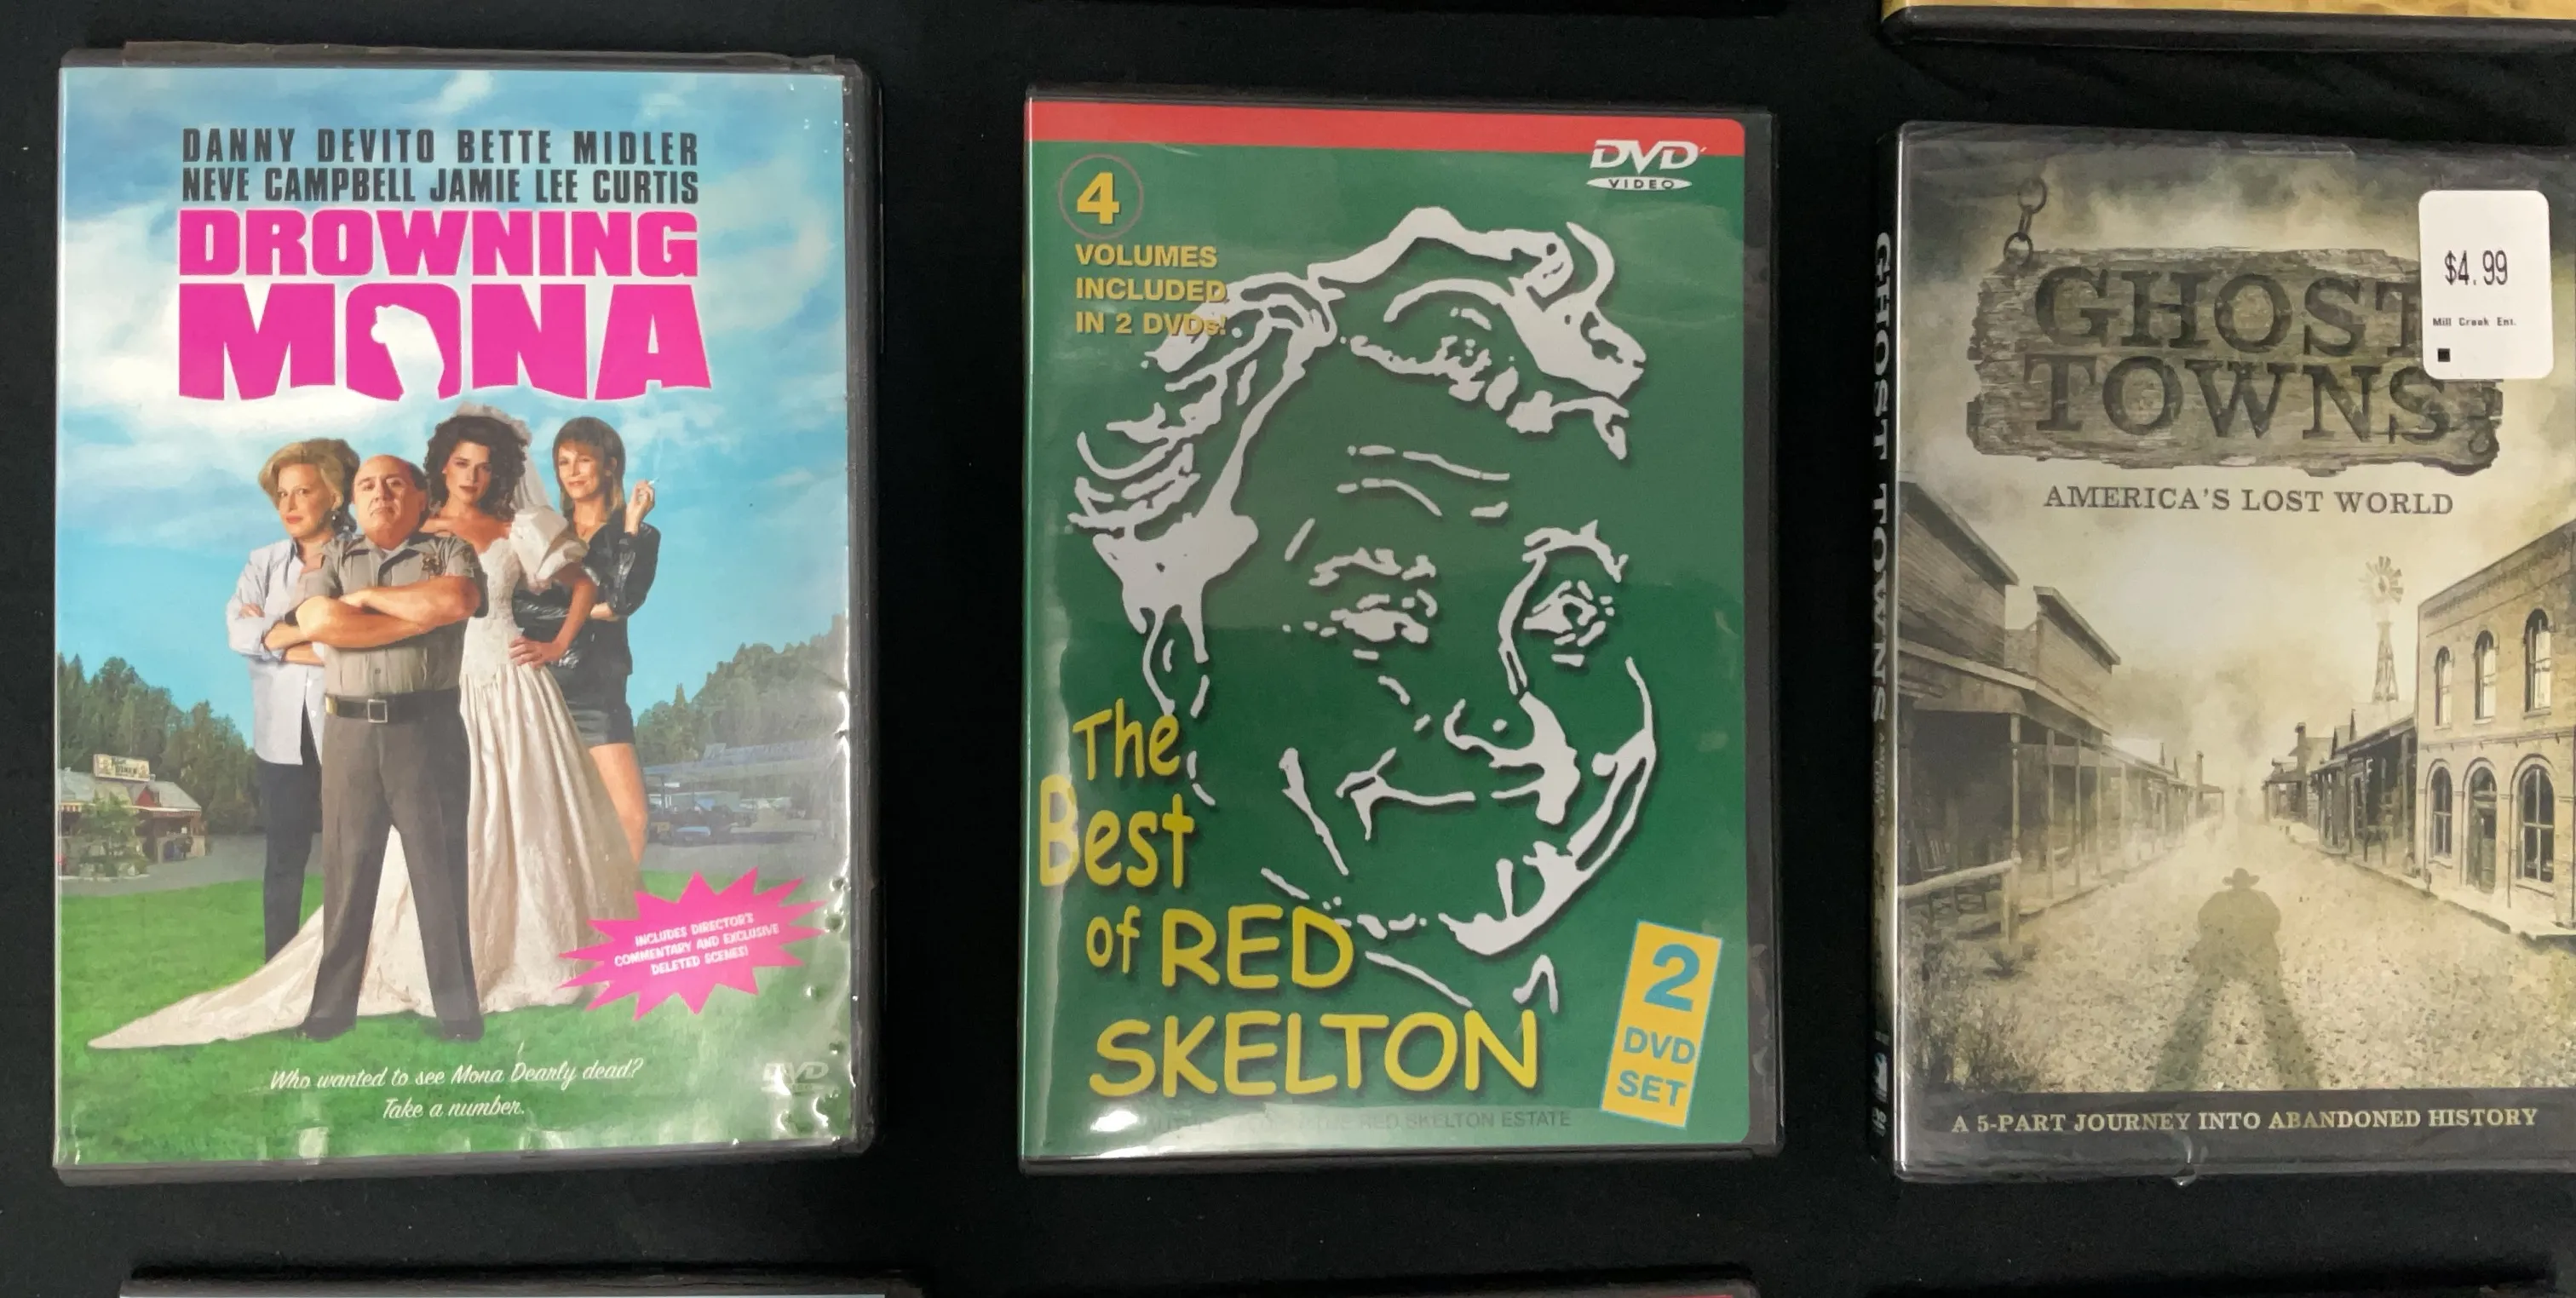 DANNY DEVITO BETTE MIDLER
NEVE CAMPBELL JAMIE LEE CURTIS
DROWNING
MONA
INCLUDES DIRECTOR'S
COMMENTARY AND EXCLUSIVE
DELETED SCENES!
Who wanted to see Mona Dearly dead?
Take a number.
DVD
DVD
VIDEO
4
VOLUMES
INCLUDED
IN 2 DVDs!
The
Best
of RED
SKELTON
2
DVD
SET
RED SKELTON ESTATE
GHOST TOWNS
GHOST
TOWNS
$4.99
Mill Creek Ent.
AMERICA'S LOST WORLD
A 5-PART JOURNEY INTO ABANDONED HISTORY